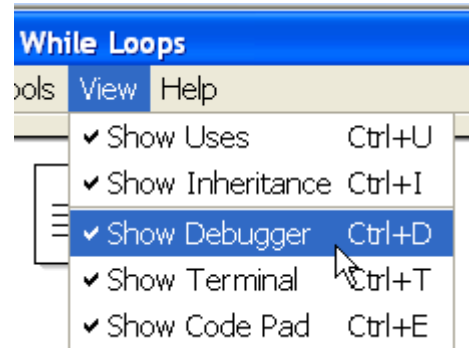 While Loops
ools View Help
Show Uses Ctrl+U
Show Inheritance Ctrl+I
Show Debugger Ctrl+D
Show Terminal Ctrl+T
Show Code Pad Ctrl+E